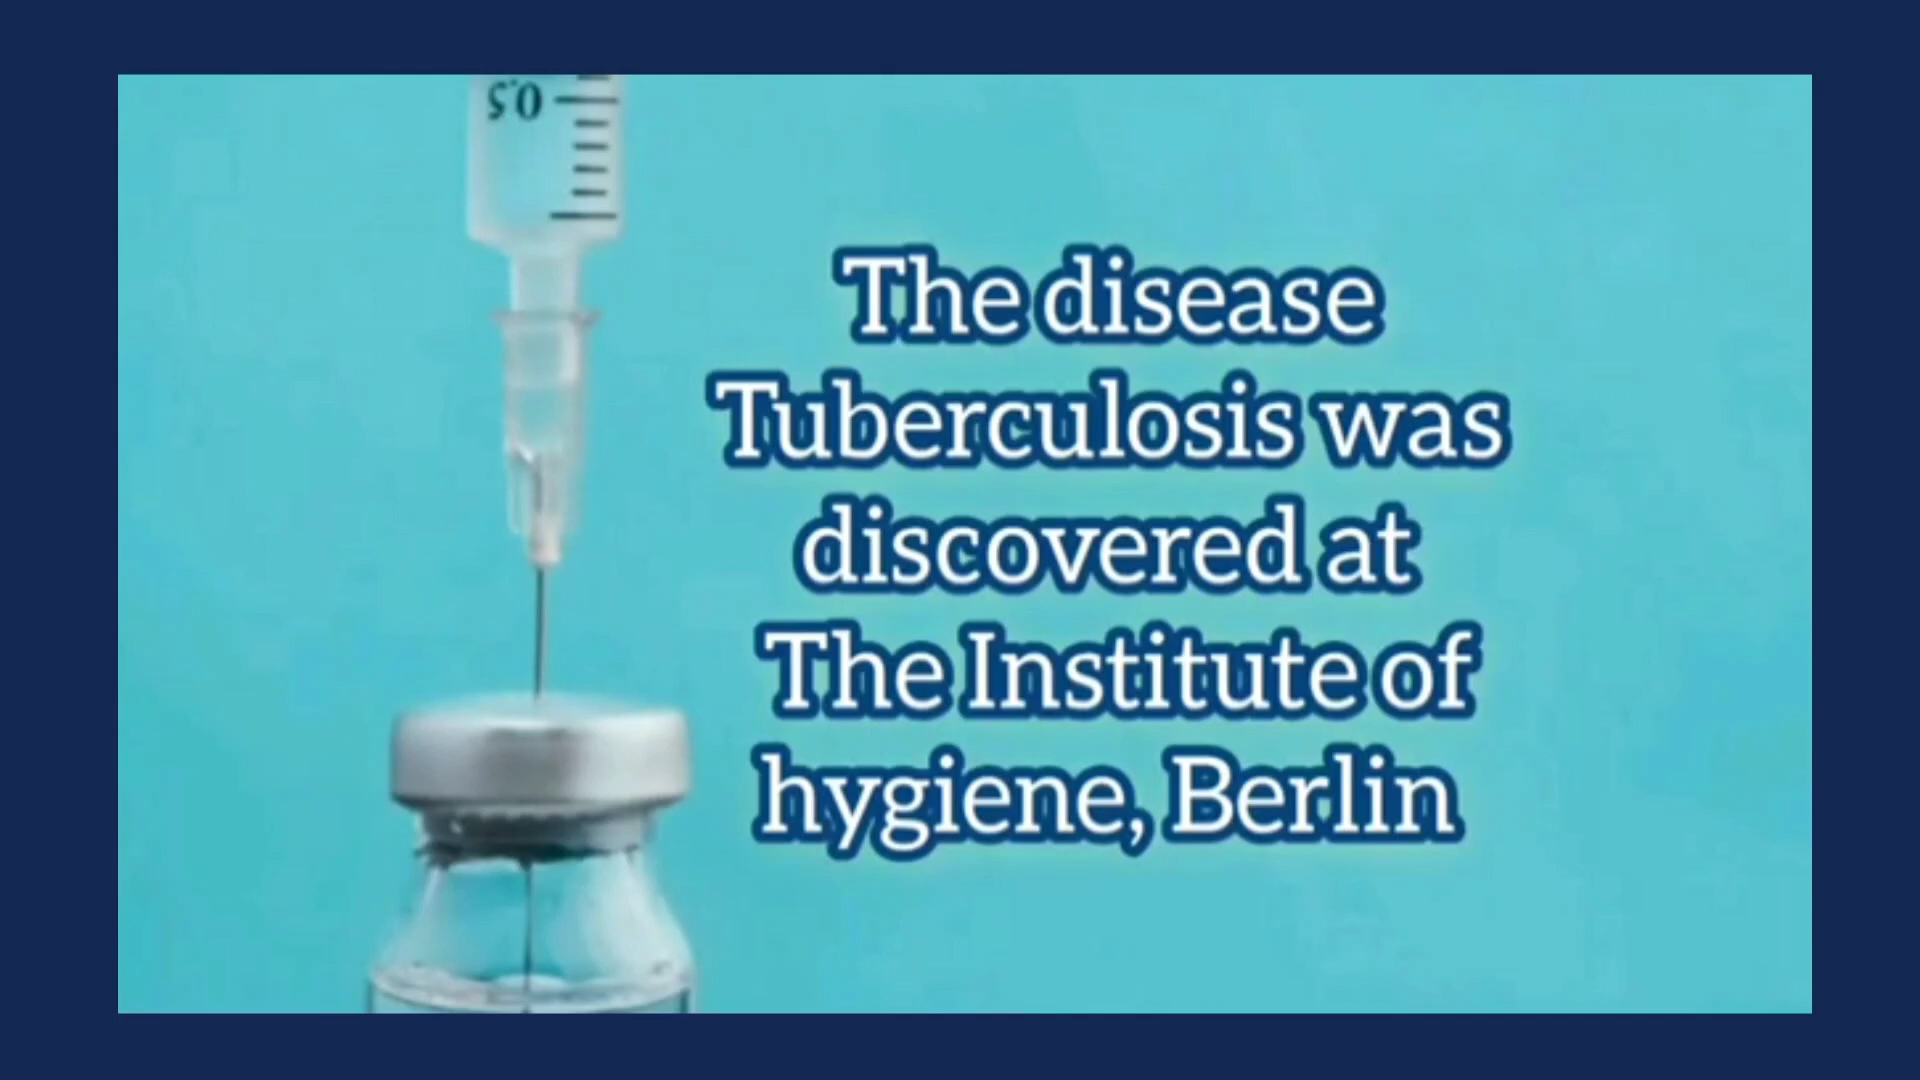 0.5
The disease
Tuberculosis was
discovered at
The Institute of
hygiene, Berlin